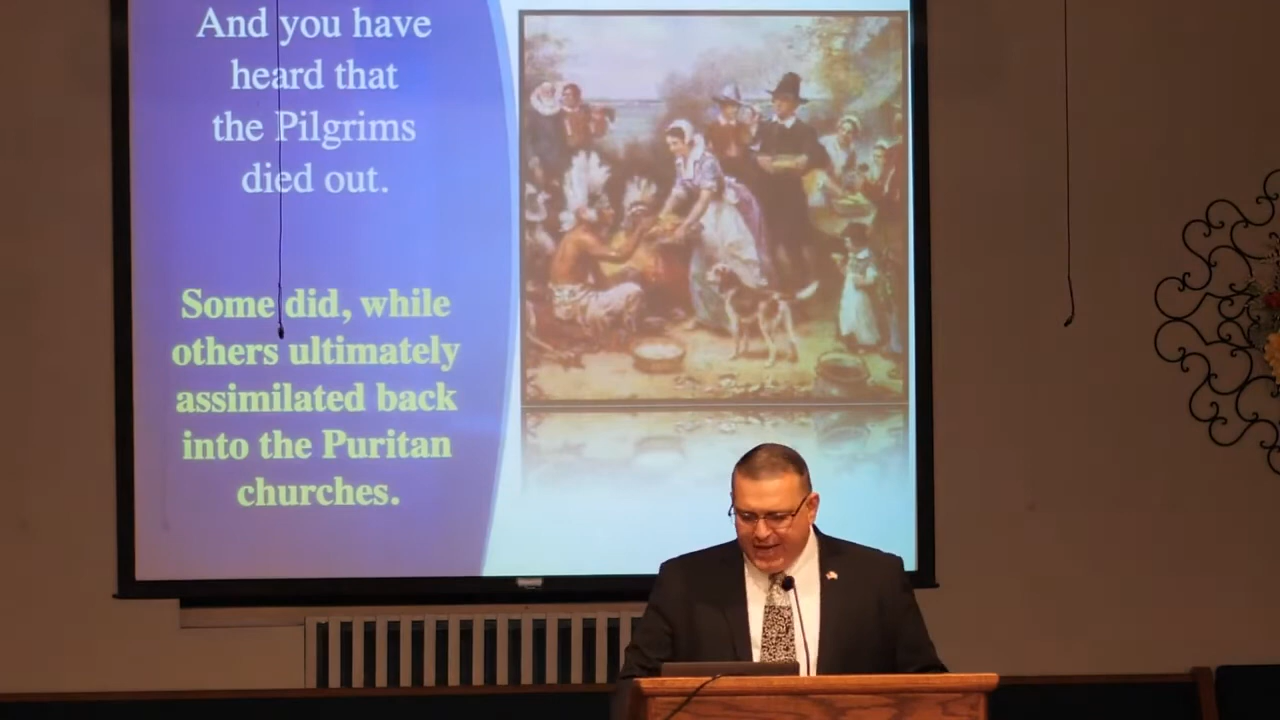 And you have
heard that
the Pilgrims
died out.
Some did, while
others ultimately
assimilated back
into the Puritan
churches.